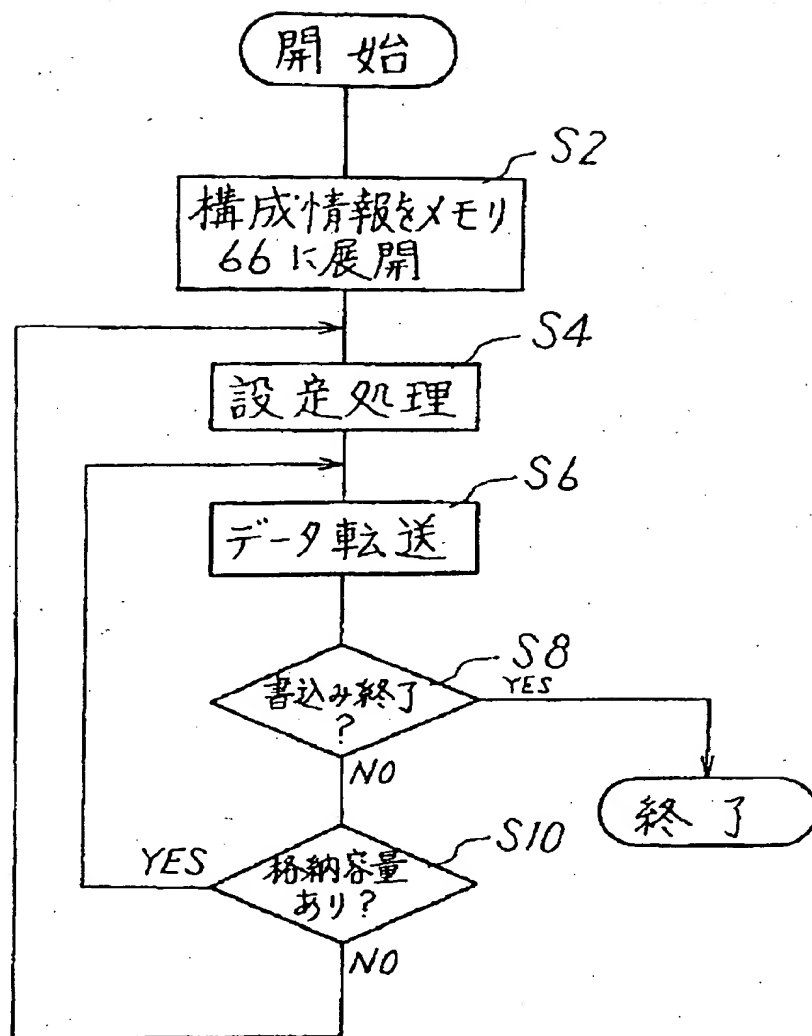 開始
S2
構成情報をメモリ
66に展開
S4
設定処理
S6
データ転送
S8
書込み終了
?
YES
NO
終了
S10
格納容量
あり?
YES
NO